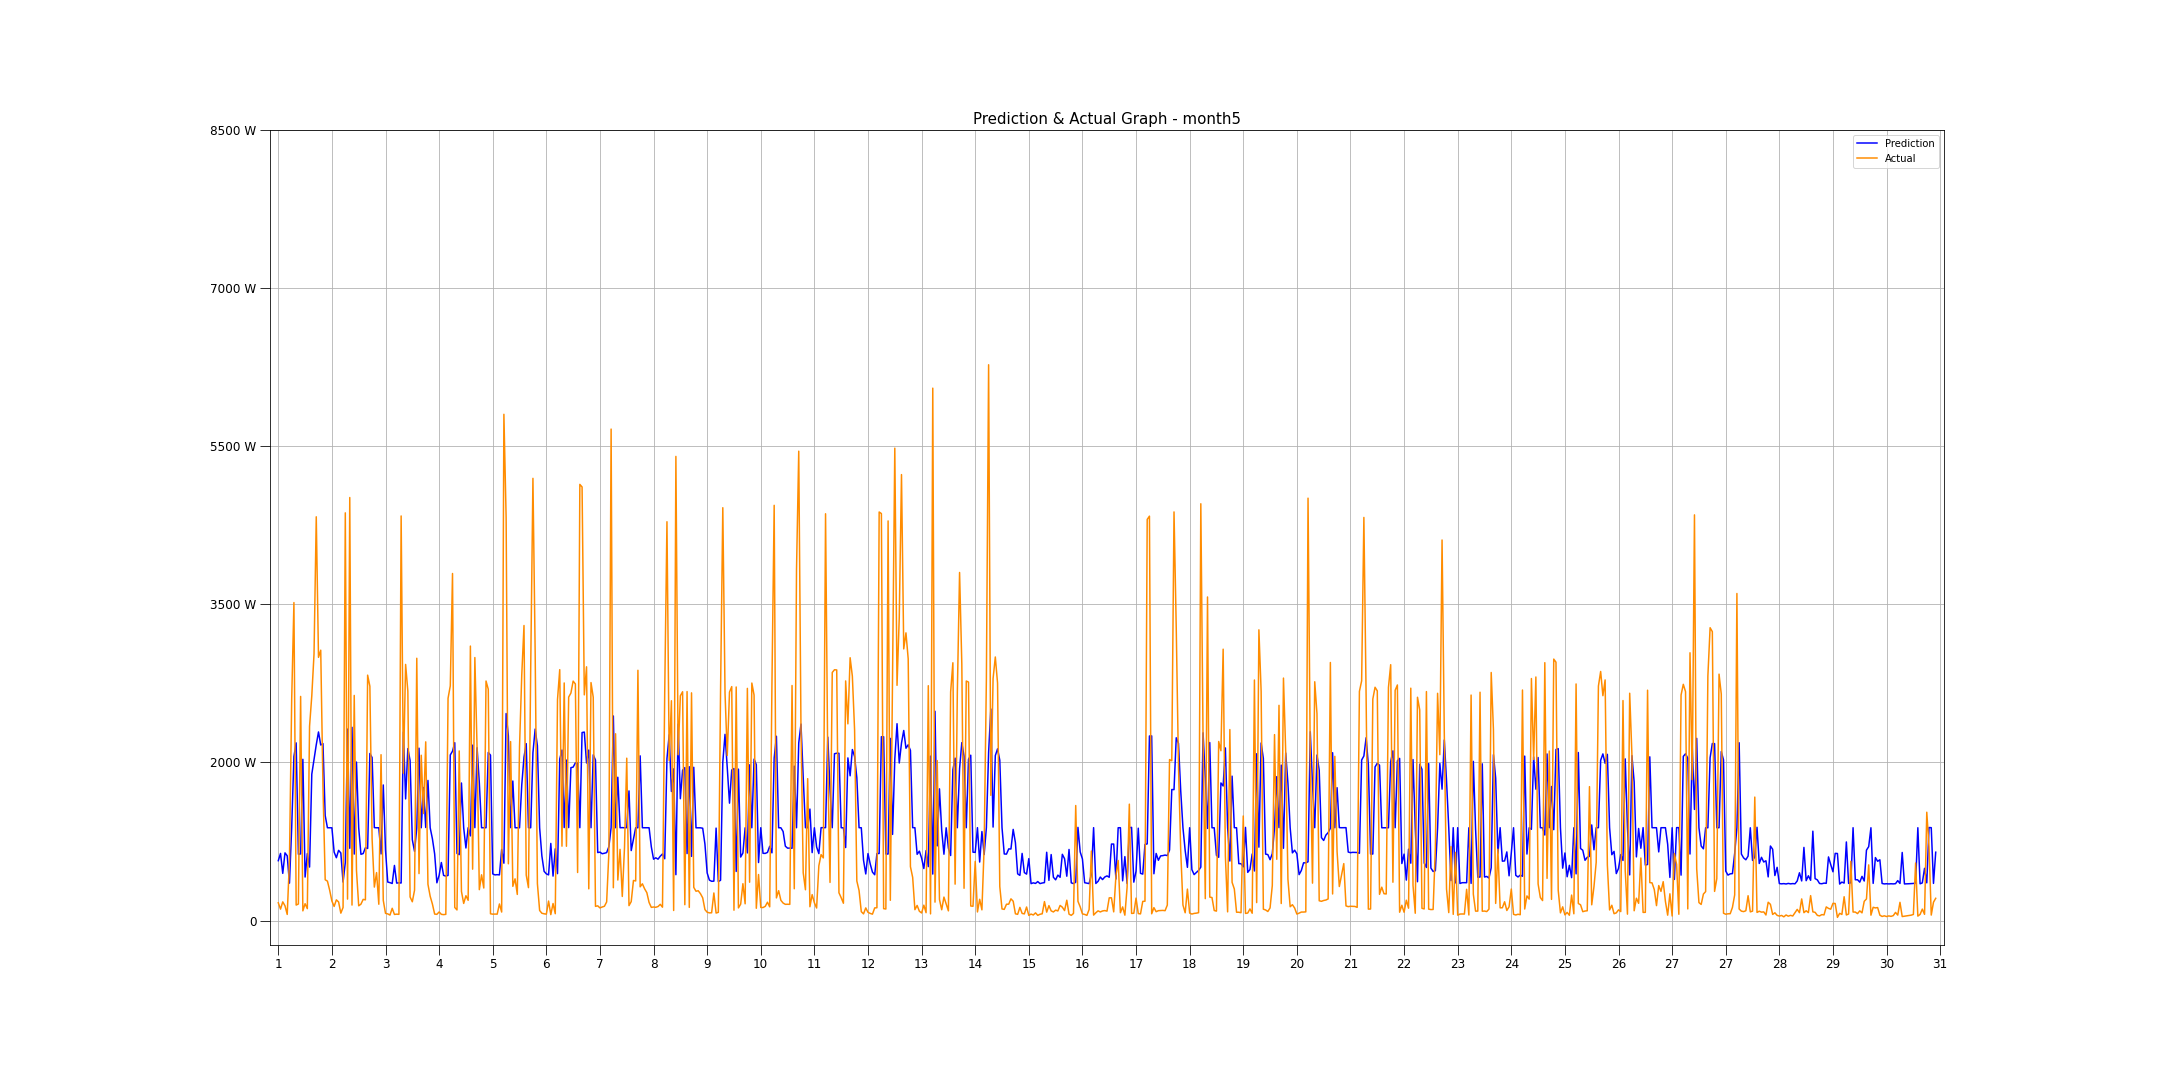 Prediction & Actual Graph - month5
Prediction
Actual
8500 W
7000 W
5500 W
3500 W
2000 W
0
1 2 3 4 5 6 7 8 9 10 11 12 13 14 15 16 17 18 19 20 21 22 23 24 25 26 27 27 28 29 30 31